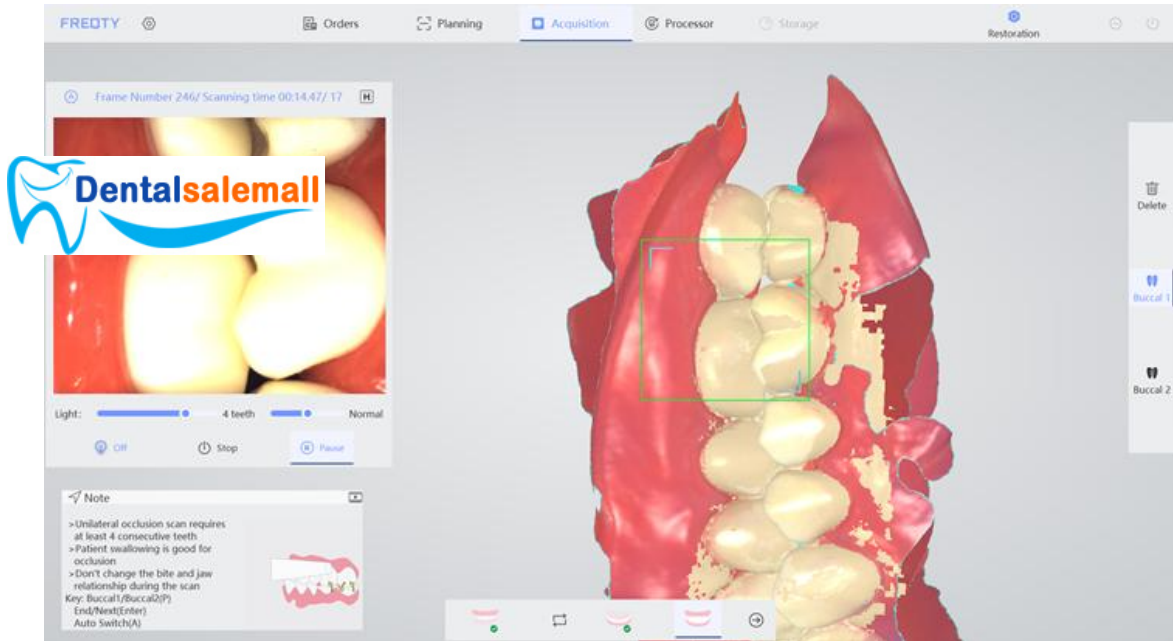 FREQTY
Orders
Planning
Acquisition
Processor
Storage
Restoration
Frame Number 246/ Scanning time 00:14.47/ 17
H
Dentalsalemall
Light:
4 teeth
Normal
Off
Stop
Pause
Note
>Unilateral occlusion scan requires
at least 4 consecutive teeth
>Patient swallowing is good for
occlusion
>Don't change the bite and jaw
relationship during the scan
Key: Buccal1/Buccal2(P)
End/Next(Enter)
Auto Switch(A)
Delete
Buccal 1
Buccal 2